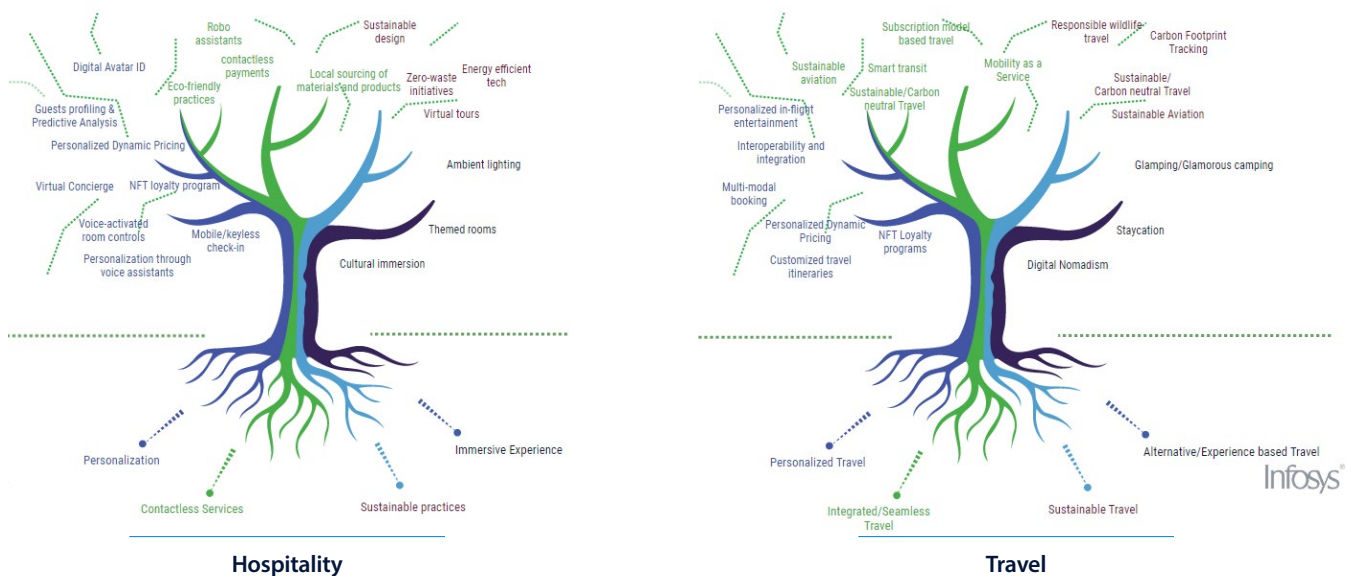 Robo
assistants
Sustainable
design
contactless
payments
Digital Avatar ID
Local sourcing of
materials and products
Energy efficient
tech
Zero-waste
initiatives
Eco-friendly
practices
Guests profiling &
Predictive Analysis
Virtual tours
Personalized Dynamic Pricing
Ambient lighting
Virtual Concierge
NFT loyalty program
Voice-activated
room controls
Mobile/keyless
check-in
Themed rooms
Personalization through
voice assistants
Cultural immersion
Personalization
Immersive Experience
Contactless Services
Sustainable practices
Hospitality
Subscription model
based travel
Responsible wildlife
travel
Carbon Footprint
Tracking
Sustainable
aviation
Smart transit
Mobility as a
Service
Sustainable/Carbon
neutral Travel
Sustainable/
Carbon neutral Travel
Personalized in-flight
entertainment
Sustainable Aviation
Interoperability and
integration
Glamping/Glamorous camping
Multi-modal
booking
Personalized Dynamic
Pricing
NFT Loyalty
programs
Staycation
Customized travel
itineraries
Digital Nomadism
Personalized Travel
Alternative/Experience based Travel
Infosys®
Integrated/Seamless
Travel
Sustainable Travel
Travel